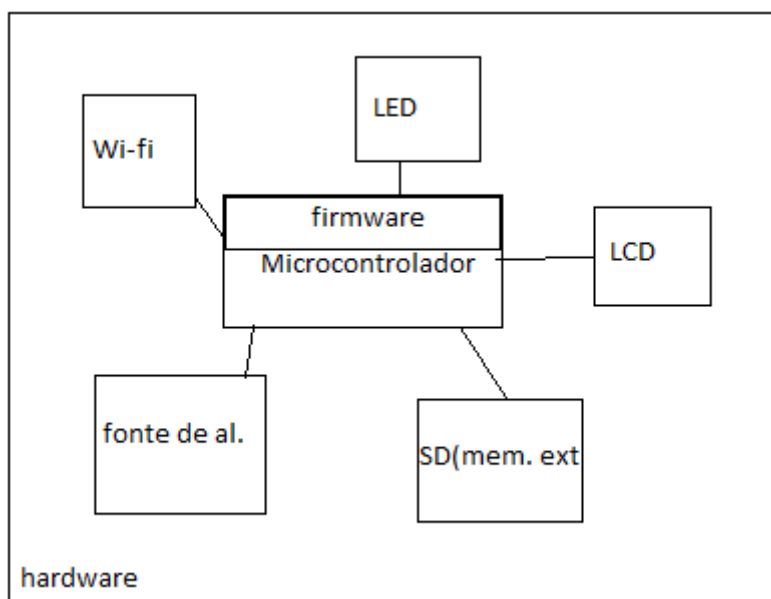 LED
Wi-fi
firmware
Microcontrolador
LCD
fonte de al.
SD(mem. ext
hardware